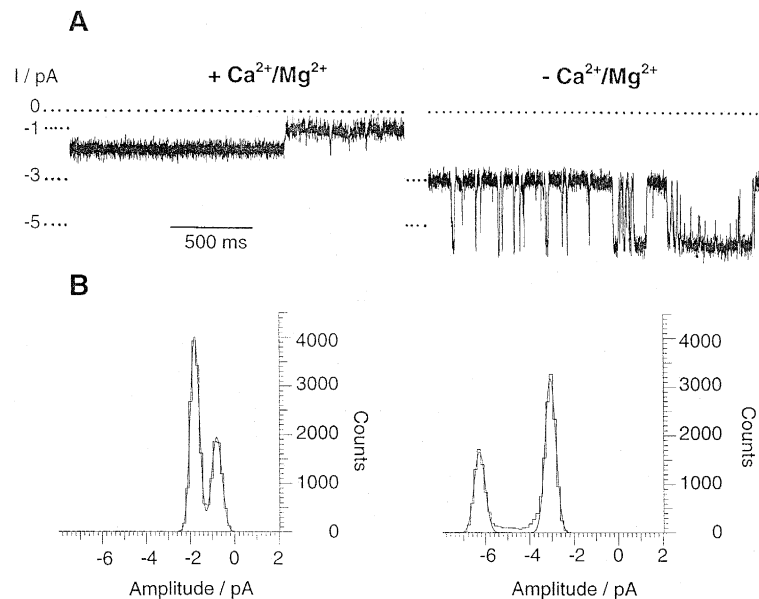 A
I / pA
+ Ca²⁺/Mg²⁺
- Ca²⁺/Mg²⁺
0
-1
-3
-5
500 ms
B
4000
3000
2000
1000
0
Counts
-6 -4 -2 0 2
Amplitude / pA
4000
3000
2000
1000
0
Counts
-6 -4 -2 0 2
Amplitude / pA